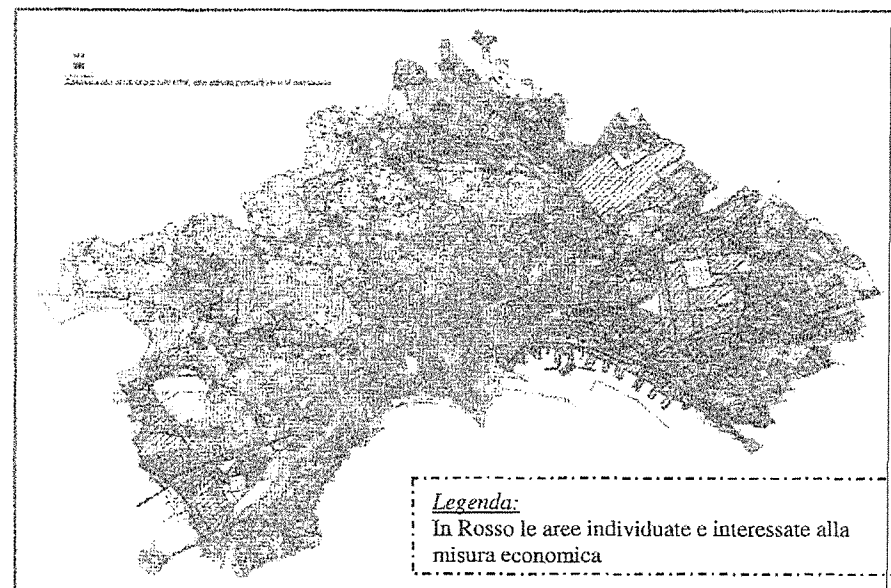 Legenda:
In Rosso le aree individuate e interessate alla
misura economica